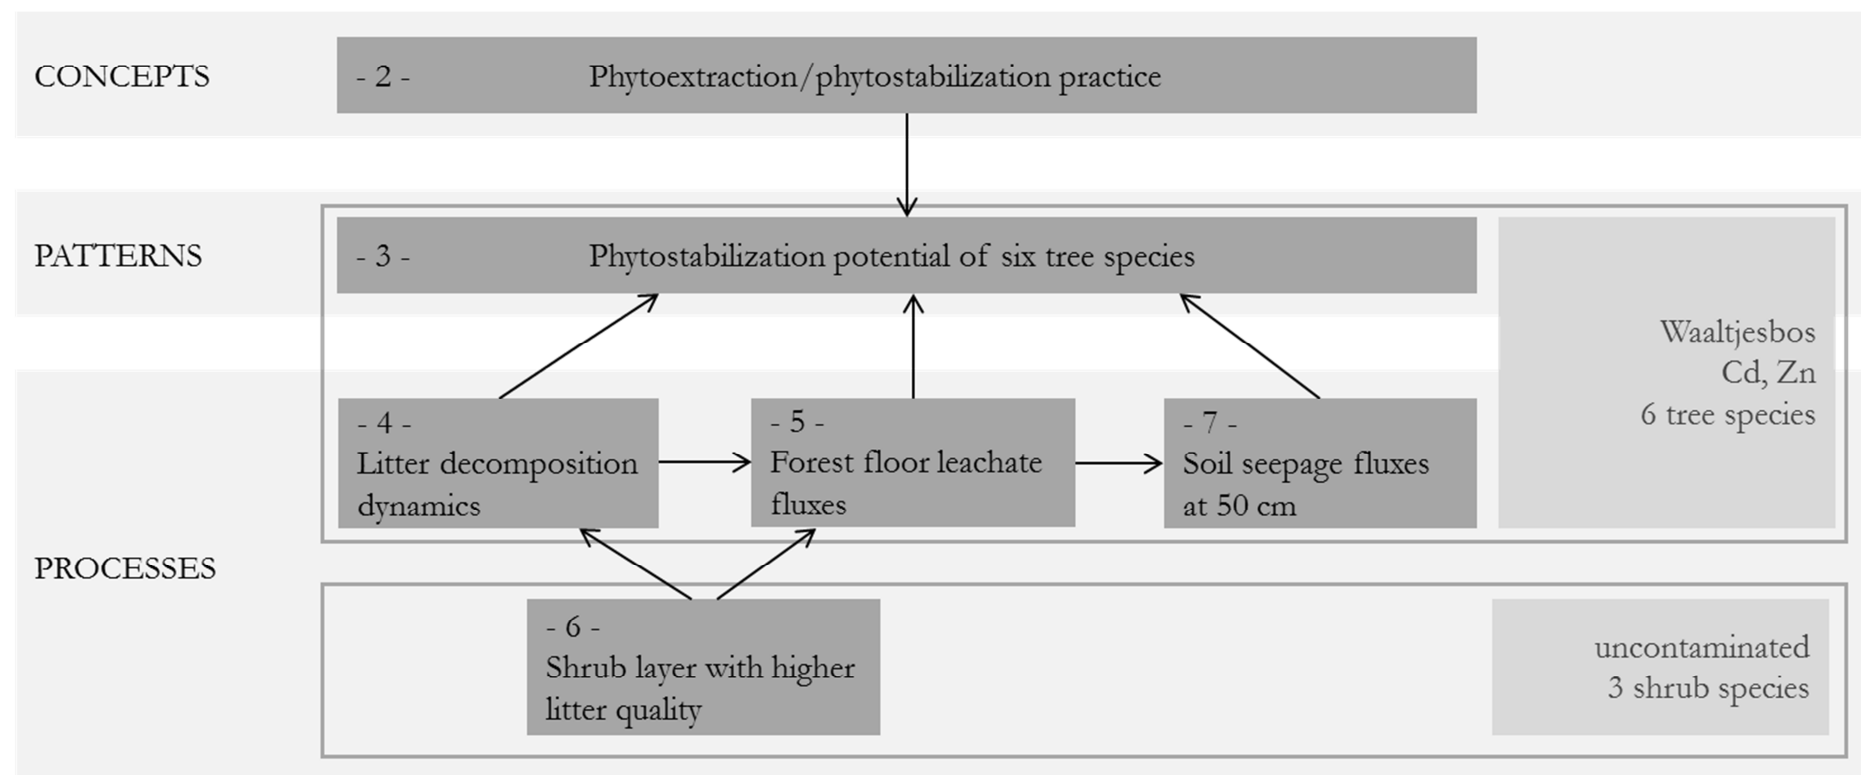 CONCEPTS
- 2 - Phytoextraction/phytostabilization practice
PATTERNS
- 3 - Phytostabilization potential of six tree species
Waaltjesbos
Cd, Zn
6 tree species
PROCESSES
- 4 -
Litter decomposition
dynamics
- 5 -
Forest floor leachate
fluxes
- 7 -
Soil seepage fluxes
at 50 cm
- 6 -
Shrub layer with higher
litter quality
uncontaminated
3 shrub species